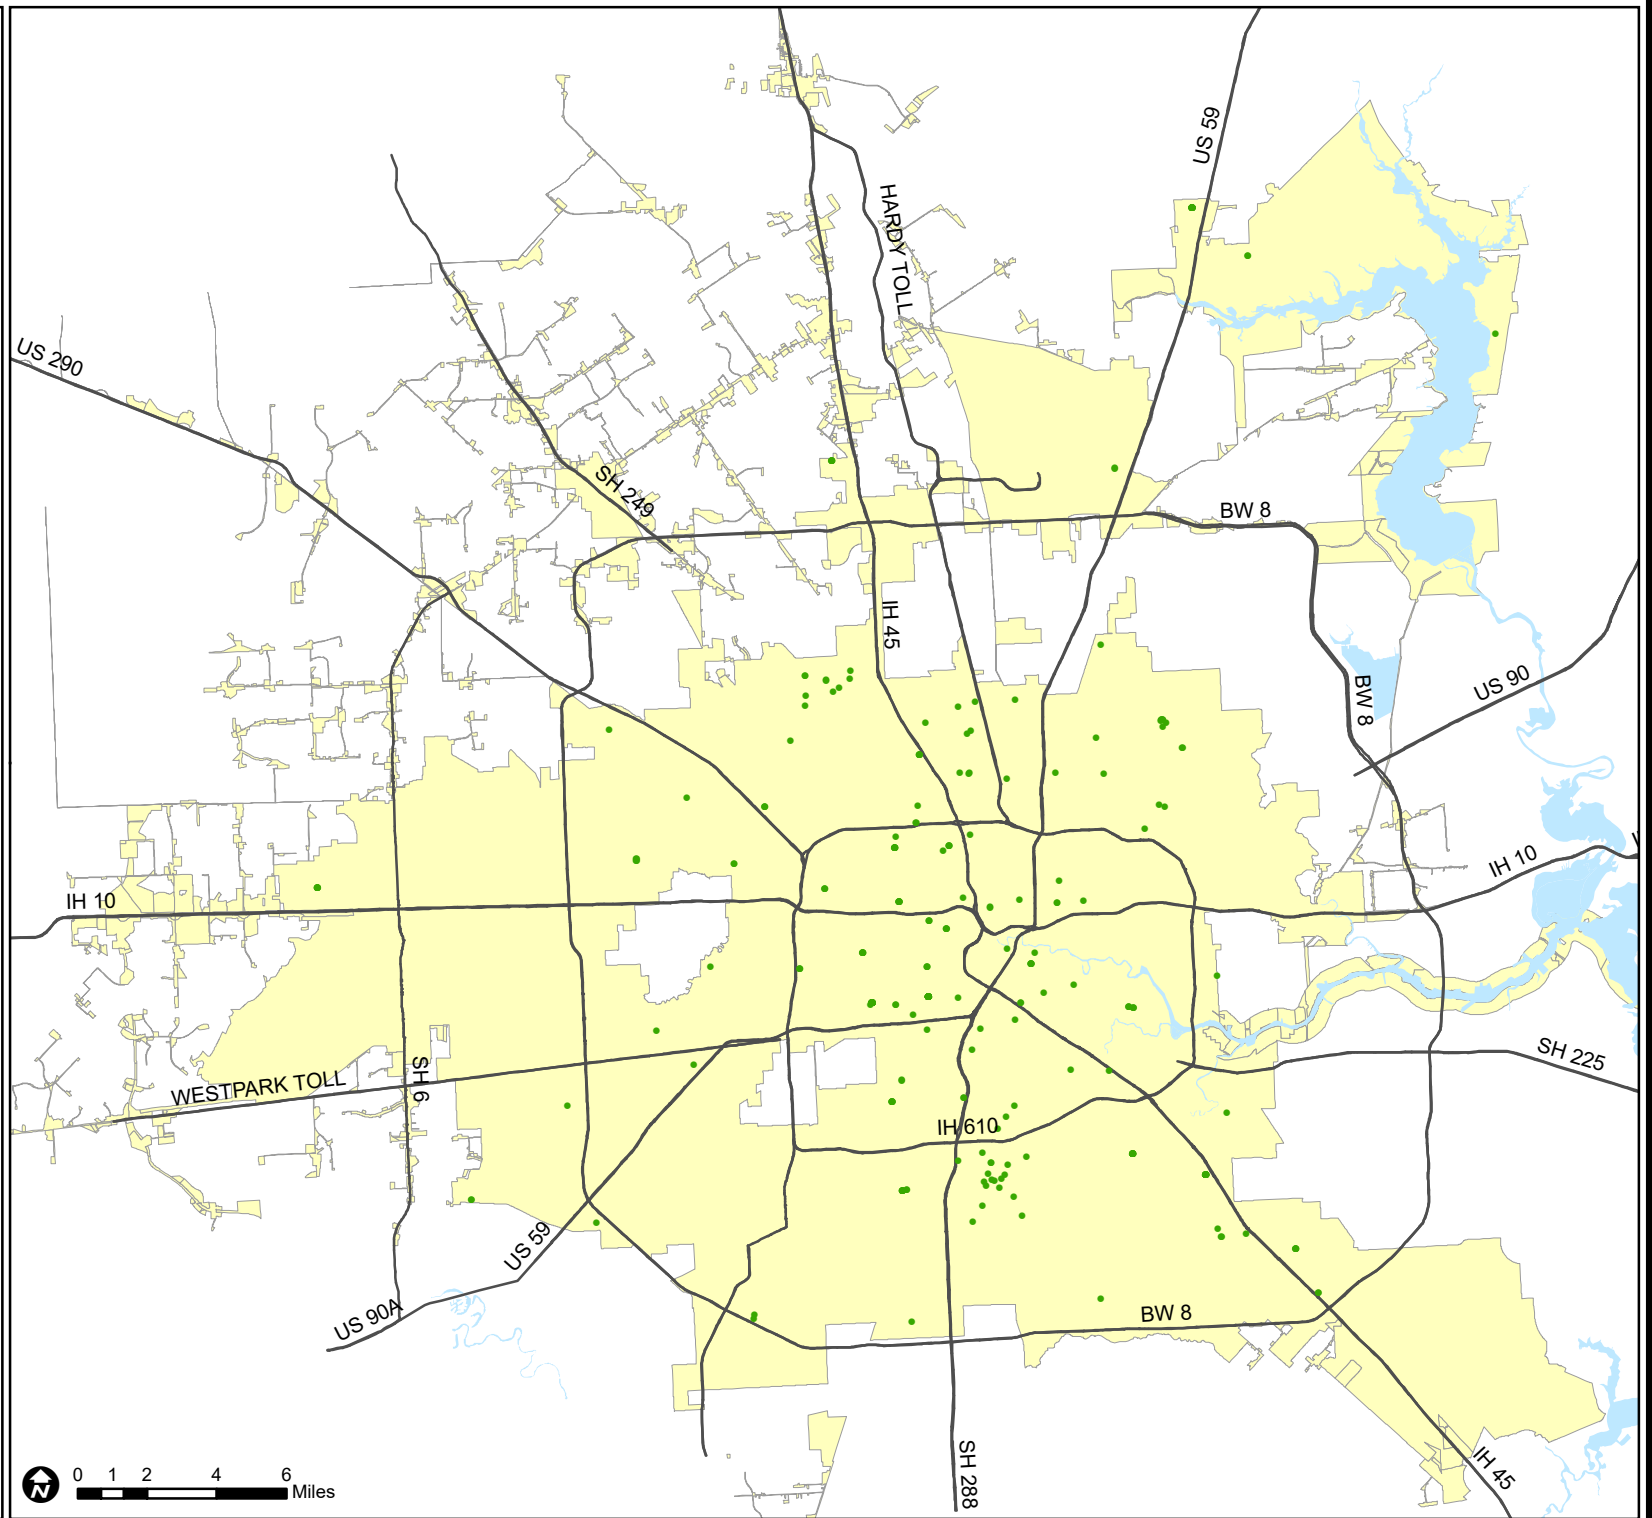 US 59
HARDY TOLL
US 290
SH 249
BW 8
IH 45
US 90
BW 8
IH 10
IH 10
SH 225
SH 6
WESTPARK TOLL
IH 610
US 59
US 90A
BW 8
SH 288
IH 45
N
0 1 2 4 6
Miles